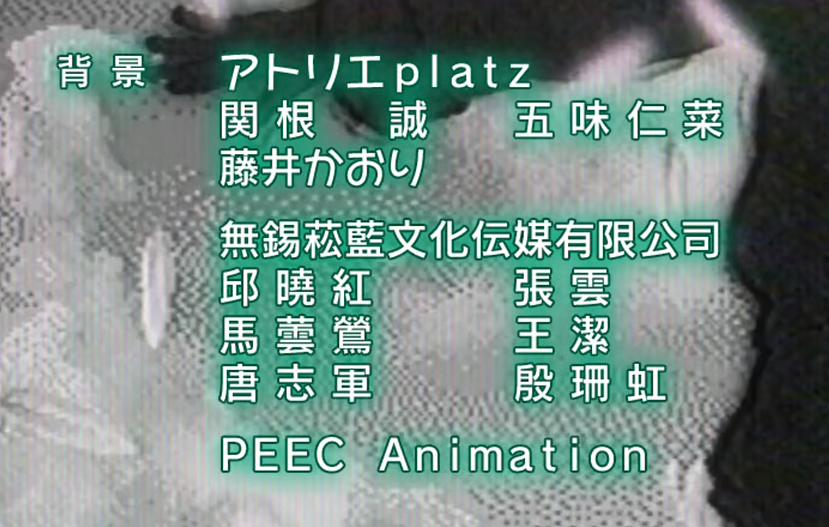 背景 アトリエplatz
関根 誠 五味仁菜
藤井かおり
無錫菘藍文化伝媒有限公司
邱曉紅 張雲
馬蕓鶯 王潔
唐志軍 殷珊虹
PEEC Animation